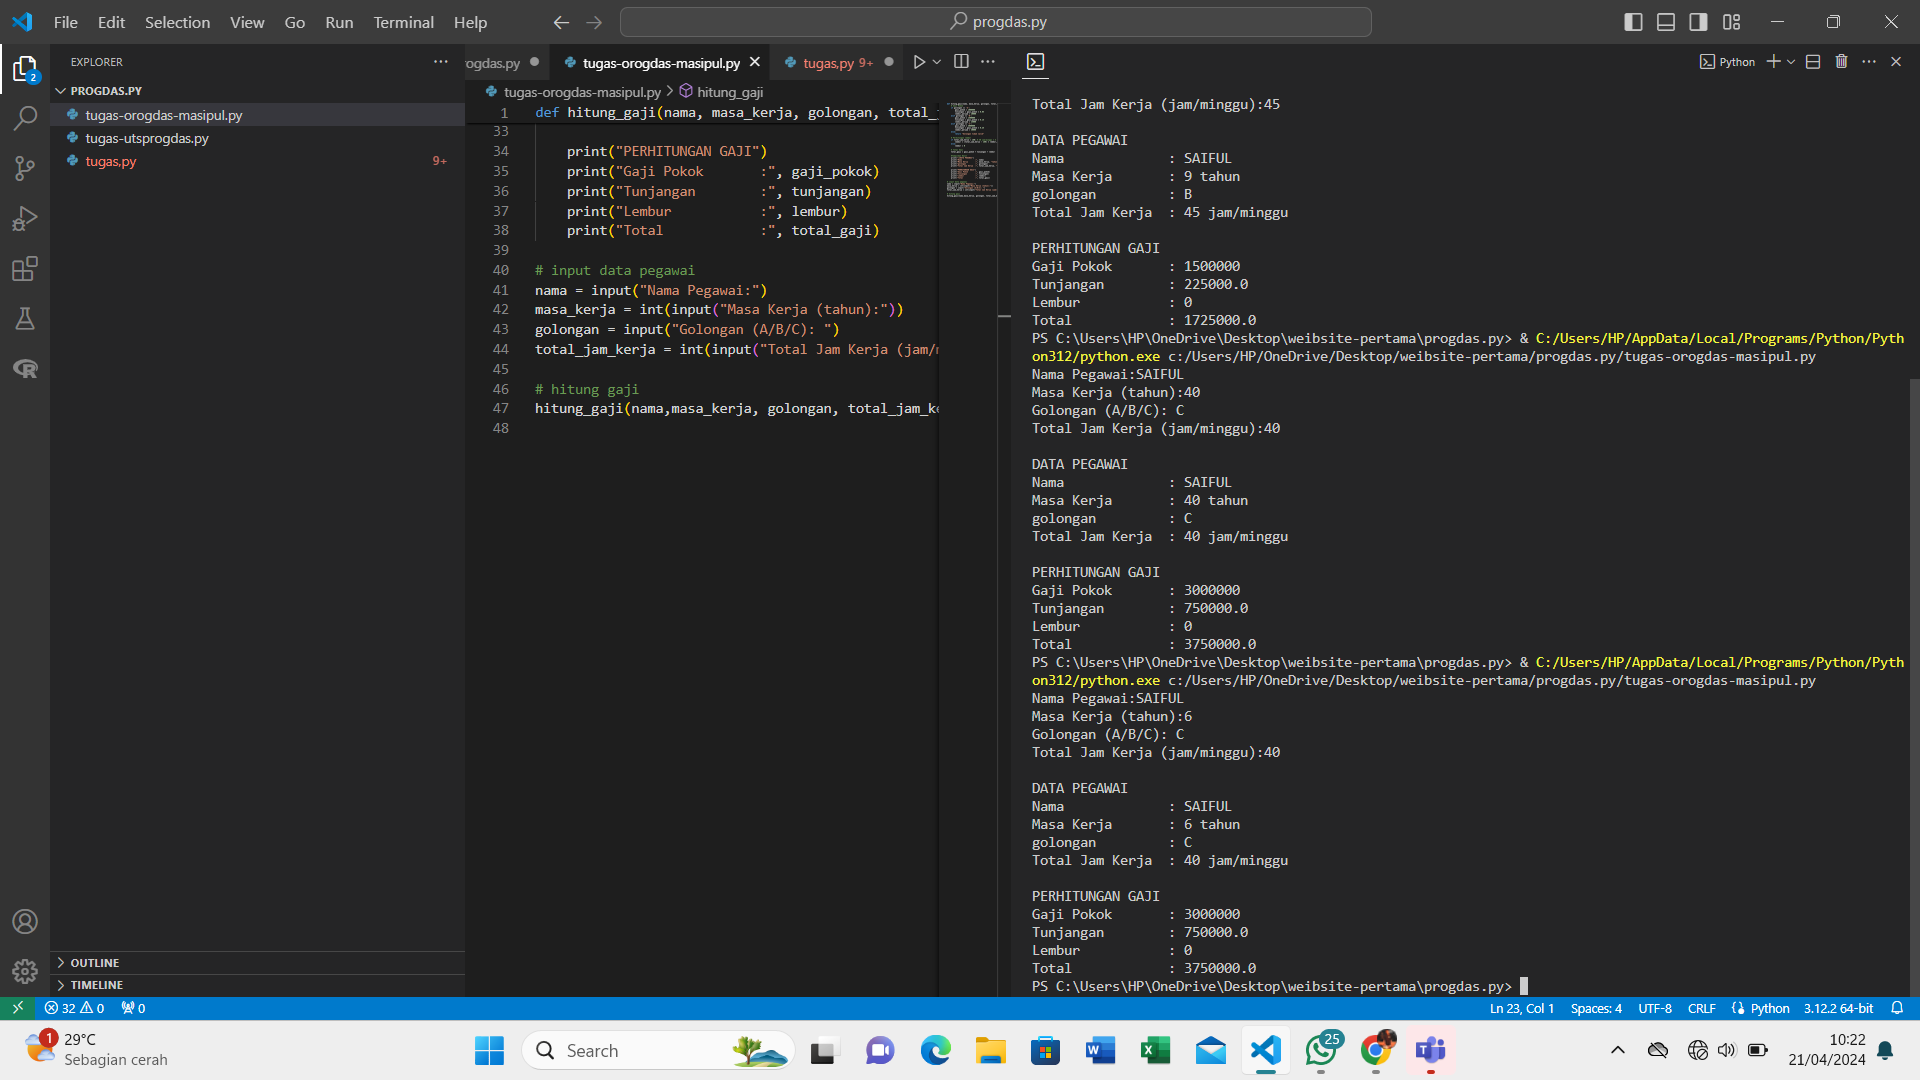 File Edit Selection View Go Run Terminal Help
progdas.py
EXPLORER
PROGDAS.PY
tugas-orogdas-masipul.py
tugas-utsprogdas.py
tugas.py 9+
OUTLINE
TIMELINE
2
ogdas.py
tugas-orogdas-masipul.py
tugas.py 9+
tugas-orogdas-masipul.py > hitung_gaji
1 def hitung_gaji(nama, masa_kerja, golongan, total_j
33
34 print("PERHITUNGAN GAJI")
35 print("Gaji Pokok       :", gaji_pokok)
36 print("Tunjangan        :", tunjangan)
37 print("Lembur           :", lembur)
38 print("Total            :", total_gaji)
39
40 # input data pegawai
41 nama = input("Nama Pegawai:")
42 masa_kerja = int(input("Masa Kerja (tahun):"))
43 golongan = input("Golongan (A/B/C): ")
44 total_jam_kerja = int(input("Total Jam Kerja (jam/
45
46 # hitung gaji
47 hitung_gaji(nama,masa_kerja, golongan, total_jam_ke
48
Python
Total Jam Kerja (jam/minggu):45
DATA PEGAWAI
Nama             : SAIFUL
Masa Kerja       : 9 tahun
golongan         : B
Total Jam Kerja  : 45 jam/minggu
PERHITUNGAN GAJI
Gaji Pokok       : 1500000
Tunjangan        : 225000.0
Lembur           : 0
Total            : 1725000.0
PS C:\Users\HP\OneDrive\Desktop\weibsite-pertama\progdas.py> & C:/Users/HP/AppData/Local/Programs/Python/Pyth
on312/python.exe c:/Users/HP/OneDrive/Desktop/weibsite-pertama/progdas.py/tugas-orogdas-masipul.py
Nama Pegawai:SAIFUL
Masa Kerja (tahun):40
Golongan (A/B/C): C
Total Jam Kerja (jam/minggu):40
DATA PEGAWAI
Nama             : SAIFUL
Masa Kerja       : 40 tahun
golongan         : C
Total Jam Kerja  : 40 jam/minggu
PERHITUNGAN GAJI
Gaji Pokok       : 3000000
Tunjangan        : 750000.0
Lembur           : 0
Total            : 3750000.0
PS C:\Users\HP\OneDrive\Desktop\weibsite-pertama\progdas.py> & C:/Users/HP/AppData/Local/Programs/Python/Pyth
on312/python.exe c:/Users/HP/OneDrive/Desktop/weibsite-pertama/progdas.py/tugas-orogdas-masipul.py
Nama Pegawai:SAIFUL
Masa Kerja (tahun):6
Golongan (A/B/C): C
Total Jam Kerja (jam/minggu):40
DATA PEGAWAI
Nama             : SAIFUL
Masa Kerja       : 6 tahun
golongan         : C
Total Jam Kerja  : 40 jam/minggu
PERHITUNGAN GAJI
Gaji Pokok       : 3000000
Tunjangan        : 750000.0
Lembur           : 0
Total            : 3750000.0
PS C:\Users\HP\OneDrive\Desktop\weibsite-pertama\progdas.py>
32 0 0
Ln 23, Col 1 Spaces: 4 UTF-8 CRLF Python 3.12.2 64-bit
1
29°C
Sebagian cerah
Search
25
10:22
21/04/2024